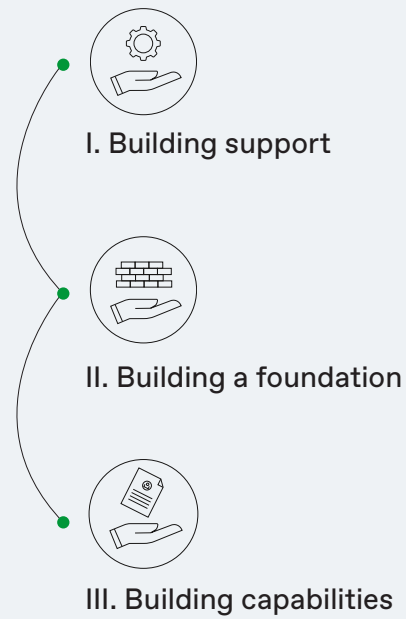 I. Building support
II. Building a foundation
III. Building capabilities